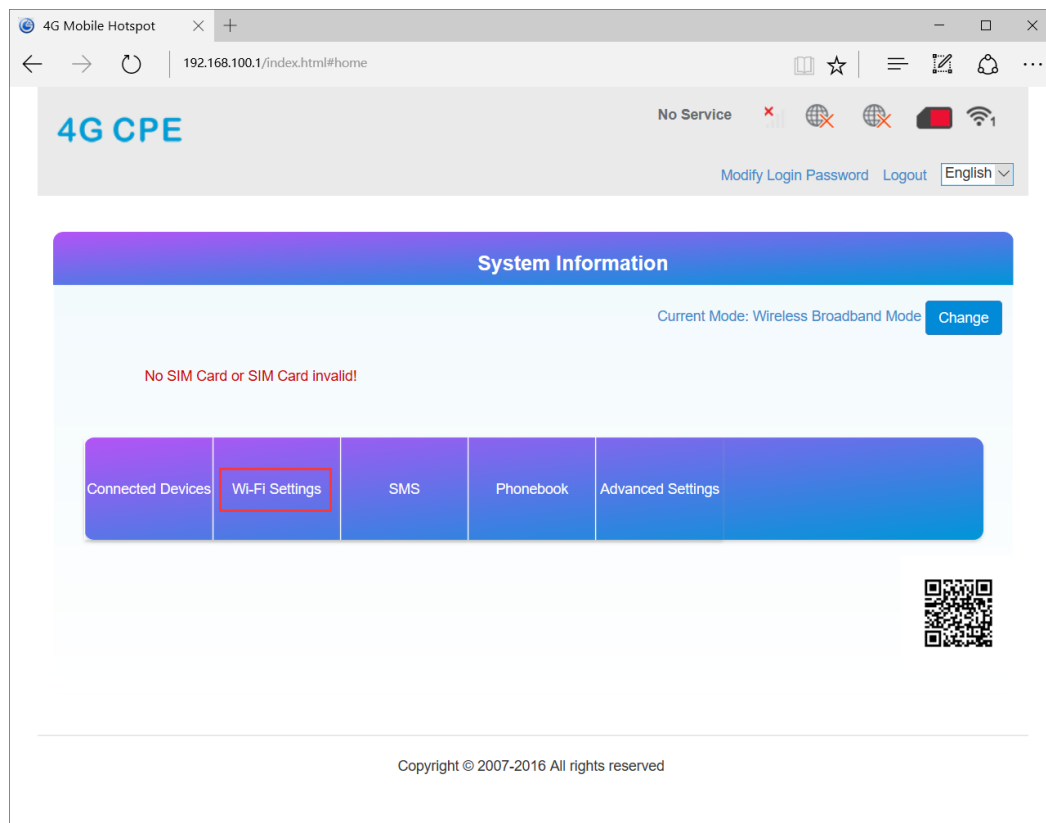 4G Mobile Hotspot
192.168.100.1/index.html#home
4G CPE
No Service
1
Modify Login Password Logout English
System Information
Current Mode: Wireless Broadband Mode Change
No SIM Card or SIM Card invalid!
Connected Devices Wi-Fi Settings SMS Phonebook Advanced Settings
Copyright © 2007-2016 All rights reserved